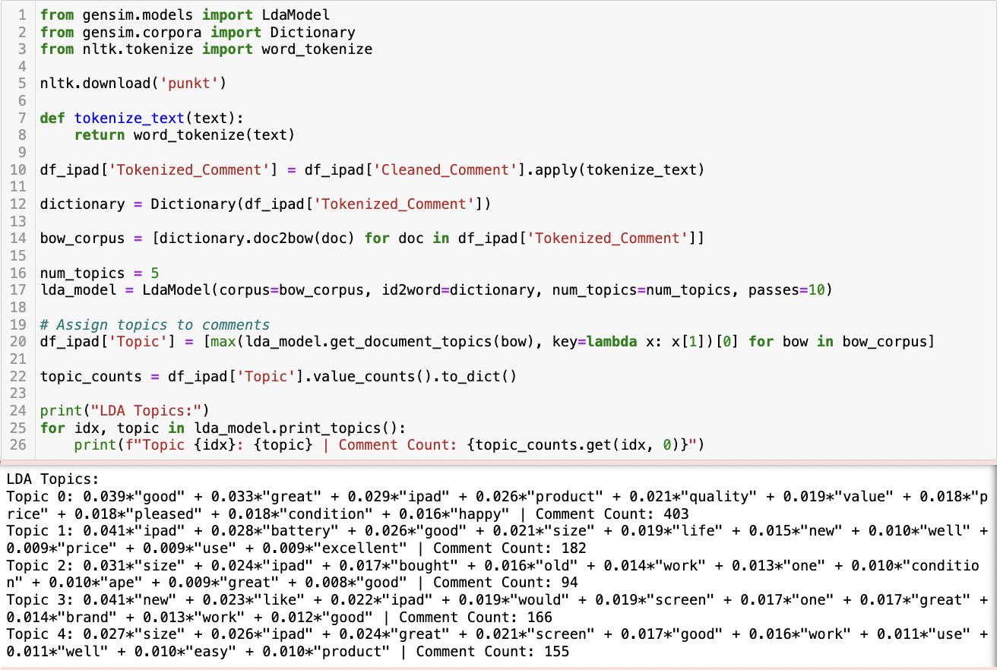 1 from gensim.models import LdaModel
2 from gensim.corpora import Dictionary
3 from nltk.tokenize import word_tokenize
4
5 nltk.download('punkt')
6
7 def tokenize_text(text):
8     return word_tokenize(text)
9
10 df_ipad['Tokenized_Comment'] = df_ipad['Cleaned_Comment'].apply(tokenize_text)
11
12 dictionary = Dictionary(df_ipad['Tokenized_Comment'])
13
14 bow_corpus = [dictionary.doc2bow(doc) for doc in df_ipad['Tokenized_Comment']]
15
16 num_topics = 5
17 lda_model = LdaModel(corpus=bow_corpus, id2word=dictionary, num_topics=num_topics, passes=10)
18
19 # Assign topics to comments
20 df_ipad['Topic'] = [max(lda_model.get_document_topics(bow), key=lambda x: x[1])[0] for bow in bow_corpus]
21
22 topic_counts = df_ipad['Topic'].value_counts().to_dict()
23
24 print("LDA Topics:")
25 for idx, topic in lda_model.print_topics():
26     print(f"Topic {idx}: {topic} | Comment Count: {topic_counts.get(idx, 0)}")
LDA Topics:
Topic 0: 0.039*"good" + 0.033*"great" + 0.029*"ipad" + 0.026*"product" + 0.021*"quality" + 0.019*"value" + 0.018*"p
rice" + 0.018*"pleased" + 0.018*"condition" + 0.016*"happy" | Comment Count: 403
Topic 1: 0.041*"ipad" + 0.028*"battery" + 0.026*"good" + 0.021*"size" + 0.019*"life" + 0.015*"new" + 0.010*"well" +
0.009*"price" + 0.009*"use" + 0.009*"excellent" | Comment Count: 182
Topic 2: 0.031*"size" + 0.024*"ipad" + 0.017*"bought" + 0.016*"old" + 0.014*"work" + 0.013*"one" + 0.010*"conditio
n" + 0.010*"ape" + 0.009*"great" + 0.008*"good" | Comment Count: 94
Topic 3: 0.041*"new" + 0.023*"like" + 0.022*"ipad" + 0.019*"would" + 0.019*"screen" + 0.017*"one" + 0.017*"great" +
0.014*"brand" + 0.013*"work" + 0.012*"good" | Comment Count: 166
Topic 4: 0.027*"size" + 0.026*"ipad" + 0.024*"great" + 0.021*"screen" + 0.017*"good" + 0.016*"work" + 0.011*"use" +
0.011*"well" + 0.010*"easy" + 0.010*"product" | Comment Count: 155